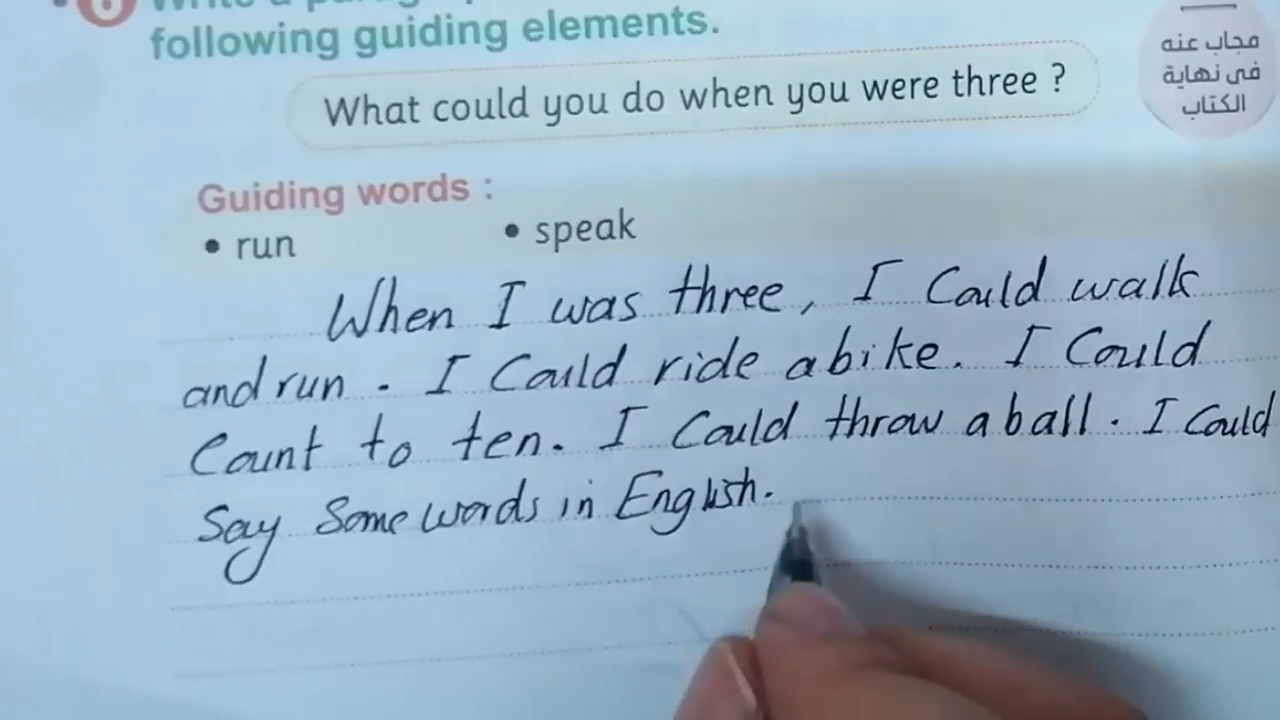 following guiding elements.
مجاب عنه
فى نهاية
الكتاب
What could you do when you were three ?
Guiding words :
• run
• speak
When I was three, I Could walk
and run . I Could ride a bike. I Could
Count to ten. I Could throw a ball. I Could
Say Some words in English.